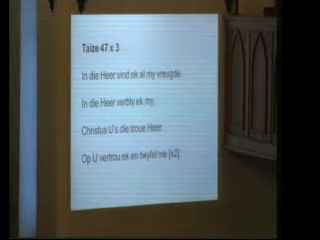 Taize 47 x 3
In die Heer vind ek al my vreugde.
In die Heer verbly ek my.
Christus U's die troue Heer
Op U vertrou ek en twyfel nie [x2]